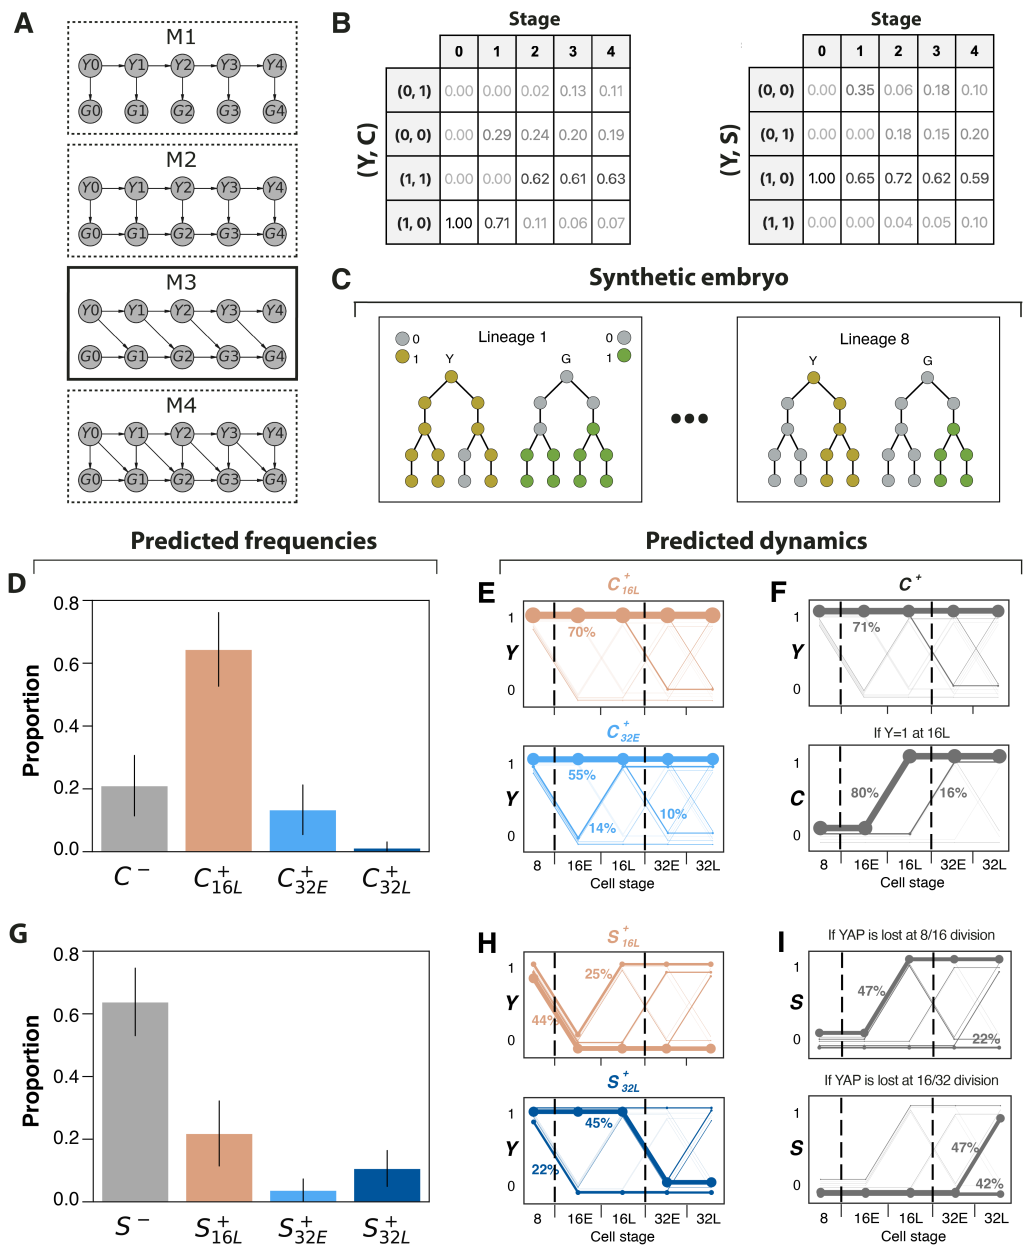 A
M1
Y0 Y1 Y2 Y3 Y4
G0 G1 G2 G3 G4
M2
Y0 Y1 Y2 Y3 Y4
G0 G1 G2 G3 G4
M3
Y0 Y1 Y2 Y3 Y4
G0 G1 G2 G3 G4
M4
Y0 Y1 Y2 Y3 Y4
G0 G1 G2 G3 G4
B
Stage
0 1 2 3 4
(Y, C)
(0, 1) 0.00 0.00 0.02 0.13 0.11
(0, 0) 0.00 0.29 0.24 0.20 0.19
(1, 1) 0.00 0.00 0.62 0.61 0.63
(1, 0) 1.00 0.71 0.11 0.06 0.07
Stage
0 1 2 3 4
(Y, S)
(0, 0) 0.00 0.35 0.06 0.18 0.10
(0, 1) 0.00 0.00 0.18 0.15 0.20
(1, 0) 1.00 0.65 0.72 0.62 0.59
(1, 1) 0.00 0.00 0.04 0.05 0.10
C
Synthetic embryo
Lineage 1
0
1
0
1
Y G
Lineage 8
Y G
Predicted frequencies
D
Proportion
0.8
0.6
0.4
0.2
0.0
C⁻ C⁺16L C⁺32E C⁺32L
Predicted dynamics
E
C⁺16L
Y
1
0
70%
C⁺32E
Y
1
0
55%
14%
10%
8 16E 16L 32E 32L
Cell stage
F
C⁺
Y
1
0
71%
If Y=1 at 16L
C
1
0
80%
16%
8 16E 16L 32E 32L
Cell stage
G
Proportion
0.8
0.6
0.4
0.2
0.0
S⁻ S⁺16L S⁺32E S⁺32L
H
S⁺16L
Y
1
0
25%
44%
S⁺32L
Y
1
0
45%
22%
8 16E 16L 32E 32L
Cell stage
I
If YAP is lost at 8/16 division
S
1
0
47%
22%
If YAP is lost at 16/32 division
S
1
0
47%
42%
8 16E 16L 32E 32L
Cell stage